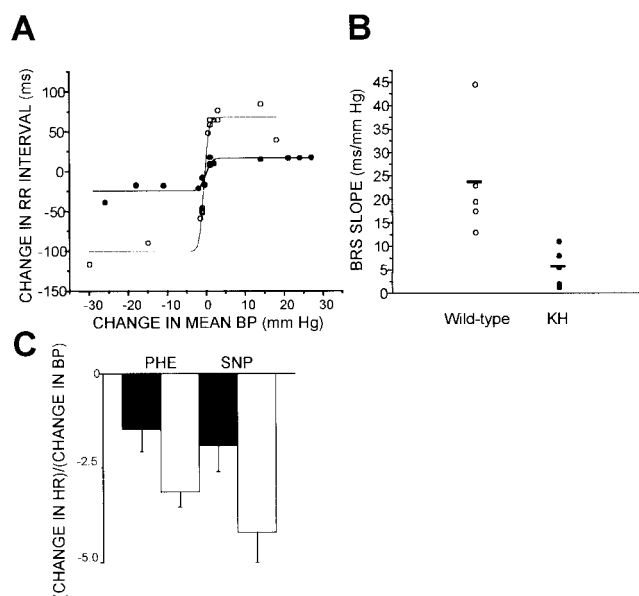 A
CHANGE IN RR INTERVAL (ms)
100
50
0
-50
-100
-150
-30 -20 -10 0 10 20 30
CHANGE IN MEAN BP (mm Hg)
B
BRS SLOPE (ms/mm Hg)
45
40
35
30
25
20
15
10
5
0
Wild-type KH
C
PHE SNP
(CHANGE IN HR)/(CHANGE IN BP)
0
-2.5
-5.0